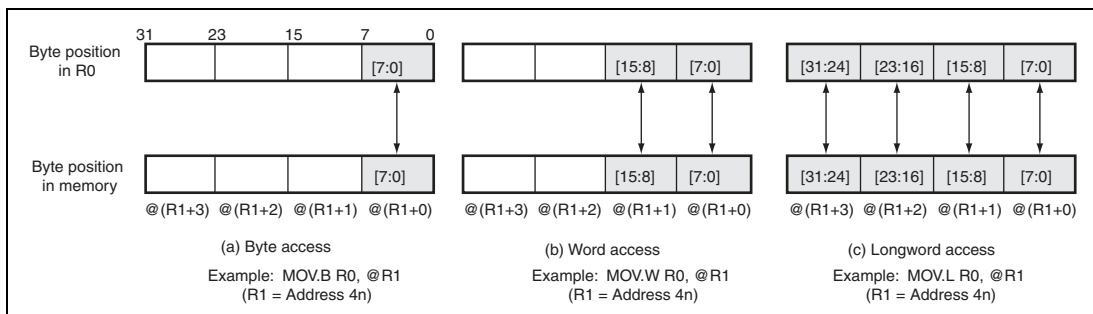 31 23 15 7 0
Byte position
in R0
[7:0]
[15:8] [7:0]
[31:24] [23:16] [15:8] [7:0]
Byte position
in memory
[7:0]
[15:8] [7:0]
[31:24] [23:16] [15:8] [7:0]
@(R1+3) @(R1+2) @(R1+1) @(R1+0)
@(R1+3) @(R1+2) @(R1+1) @(R1+0)
@(R1+3) @(R1+2) @(R1+1) @(R1+0)
(a) Byte access
Example: MOV.B R0, @R1
(R1 = Address 4n)
(b) Word access
Example: MOV.W R0, @R1
(R1 = Address 4n)
(c) Longword access
Example: MOV.L R0, @R1
(R1 = Address 4n)